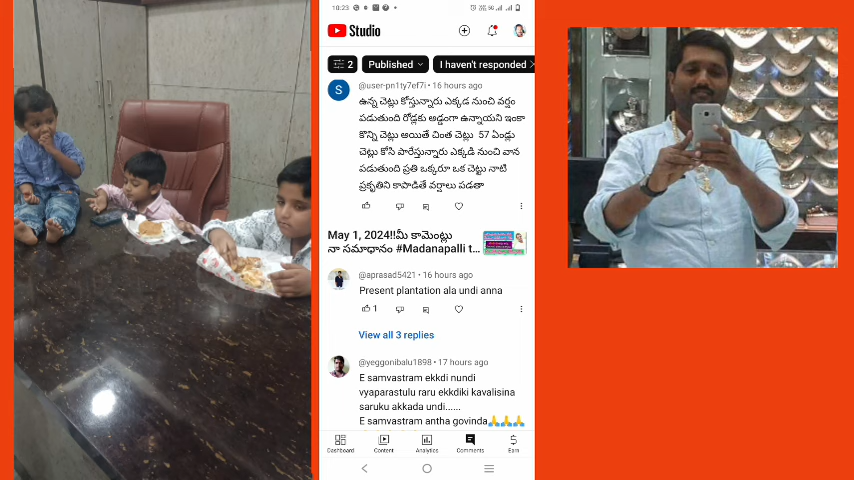 10:23
Studio
2
Published
I haven't responded
S
@user-pn1ty7ef7i • 16 hours ago
ఉన్న చెట్లు కోస్తున్నారు ఎక్కడ నుంచి వర్షం
పడుతుంది రోడ్లకు అడ్డంగా ఉన్నాయని ఇంకా
కొన్ని చెట్లు అయితే చింత చెట్లు 57 ఏండ్లు
చెట్లు కోసి పారేస్తున్నారు ఎక్కడి నుంచి వాన
పడుతుంది ప్రతి ఒక్కరూ ఒక చెట్టు నాటి
ప్రకృతిని కాపాడితే వర్షాలు పడతా
May 1, 2024!!మీ కామెంట్లు
నా సమాధానం #Madanapalli t...
@aprasad5421 • 16 hours ago
Present plantation ala undi anna
1
View all 3 replies
@yeggonibalu1898 • 17 hours ago
E samvastram ekkdi nundi
vyaparastulu raru ekkdiki kavalisina
saruku akkada undi......
E samvastram antha govinda🙏🙏🙏
Dashboard
Content
Analytics
Comments
Earn